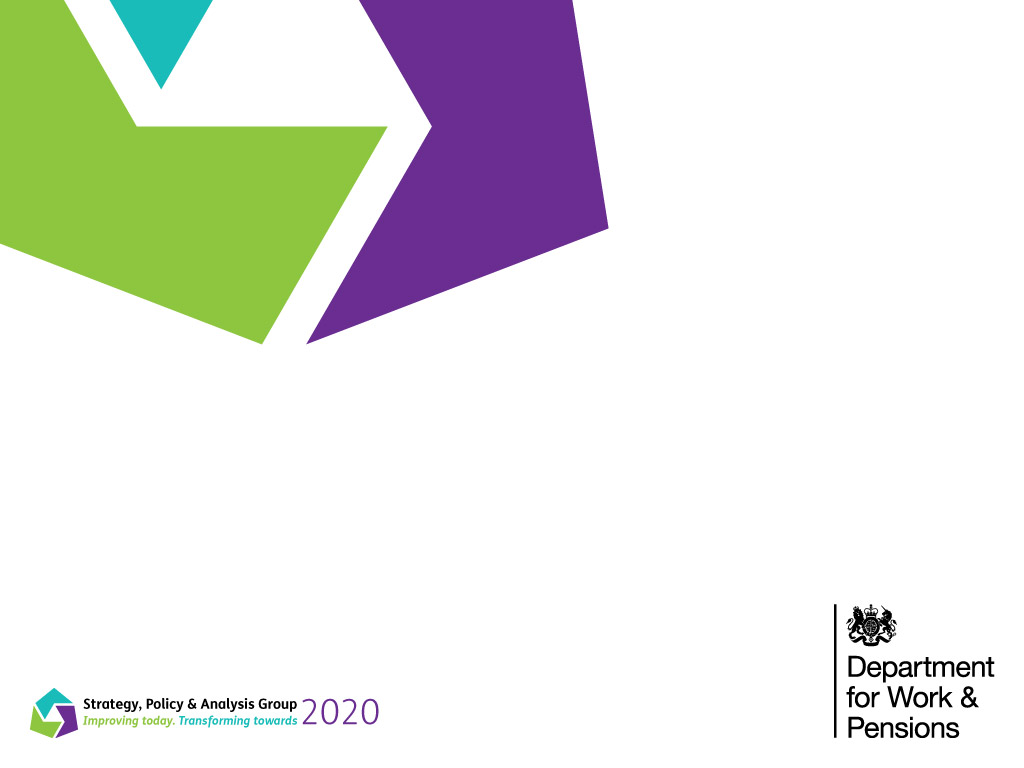 Strategy, Policy & Analysis Group 2020
Improving today. Transforming towards
Department
for Work &
Pensions